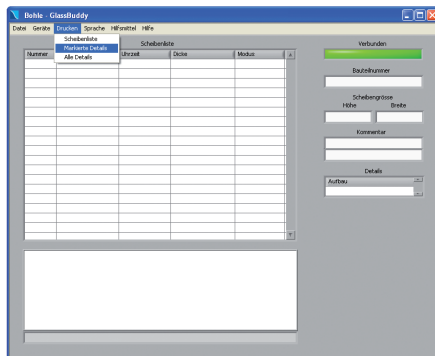 Bohle - GlassBuddy
Datei Geräte Drucken Sprache Hilfsmittel Hilfe
Scheibenliste
Markierte Details
Alle Details
Scheibenliste
Nummer Uhrzeit Dicke Modus
Verbunden
Bauteilnummer
Scheibengrösse
Höhe Breite
Kommentar
Details
Aufbau